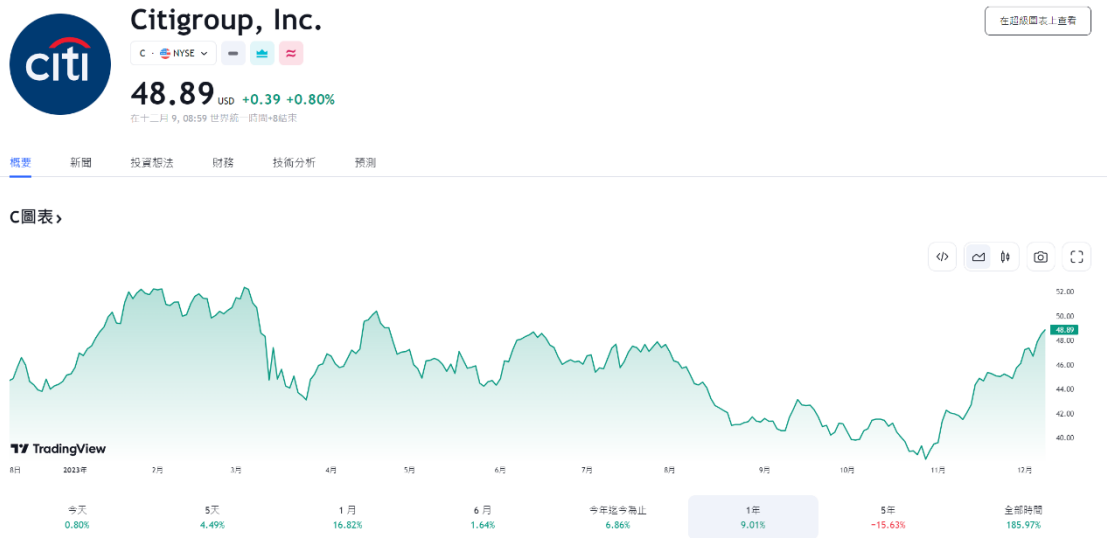 citi
Citigroup, Inc.
在超級圖表上查看
C · NYSE
48.89 USD +0.39 +0.80%
在十二月 9, 08:59 世界統一時間+8結束
概要 新聞 投資想法 財務 技術分析 預測
C圖表›
</>
52.00
50.00
48.89
48.00
46.00
44.00
42.00
40.00
TradingView
8日 2023年 2月 3月 4月 5月 6月 7月 8月 9月 10月 11月 12月
今天 5天 1 月 6 月 今年迄今為止 1年 5年 全部時間
0.80% 4.49% 16.82% 1.64% 6.86% 9.01% −15.63% 185.97%